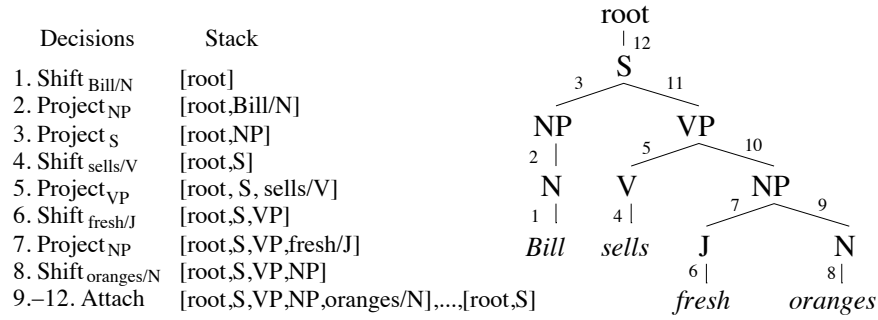 Decisions Stack
1. Shift Bill/N [root]
2. Project NP [root,Bill/N]
3. Project S [root,NP]
4. Shift sells/V [root,S]
5. Project VP [root, S, sells/V]
6. Shift fresh/J [root,S,VP]
7. Project NP [root,S,VP,fresh/J]
8. Shift oranges/N [root,S,VP,NP]
9.–12. Attach [root,S,VP,NP,oranges/N],...,[root,S]
root
12
S
3 11
NP VP
2 5 10
N V NP
1 4 7 9
Bill sells J N
6 8
fresh oranges